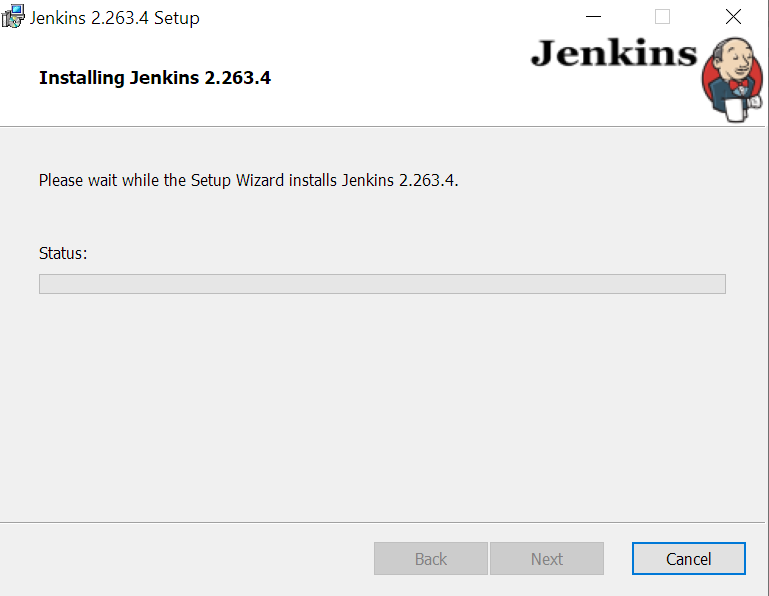 Jenkins 2.263.4 Setup
Jenkins
Installing Jenkins 2.263.4
Please wait while the Setup Wizard installs Jenkins 2.263.4.
Status:
Back
Next
Cancel